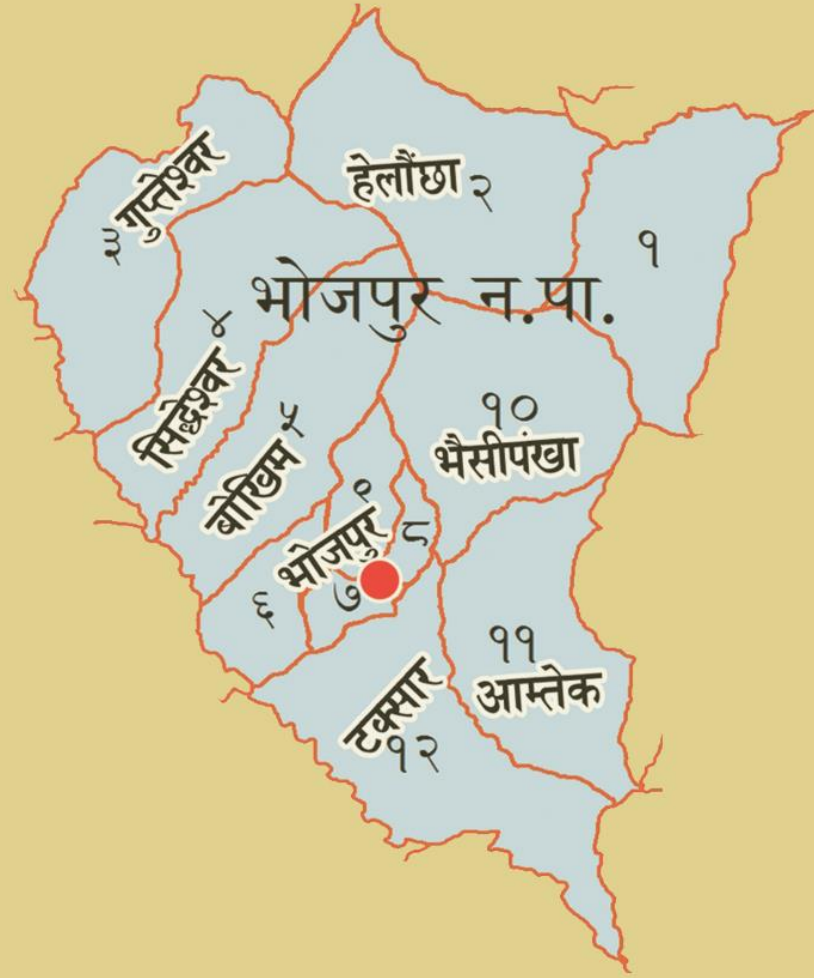 गुप्तेश्वर
३
हेलौंछा २
१
भोजपुर न.पा.
४
सिद्धेश्वर
५
बोखिम
१०
भैसीपंखा
९
८
भोजपुर
७
६
११
आम्तेक
टक्सार
१२